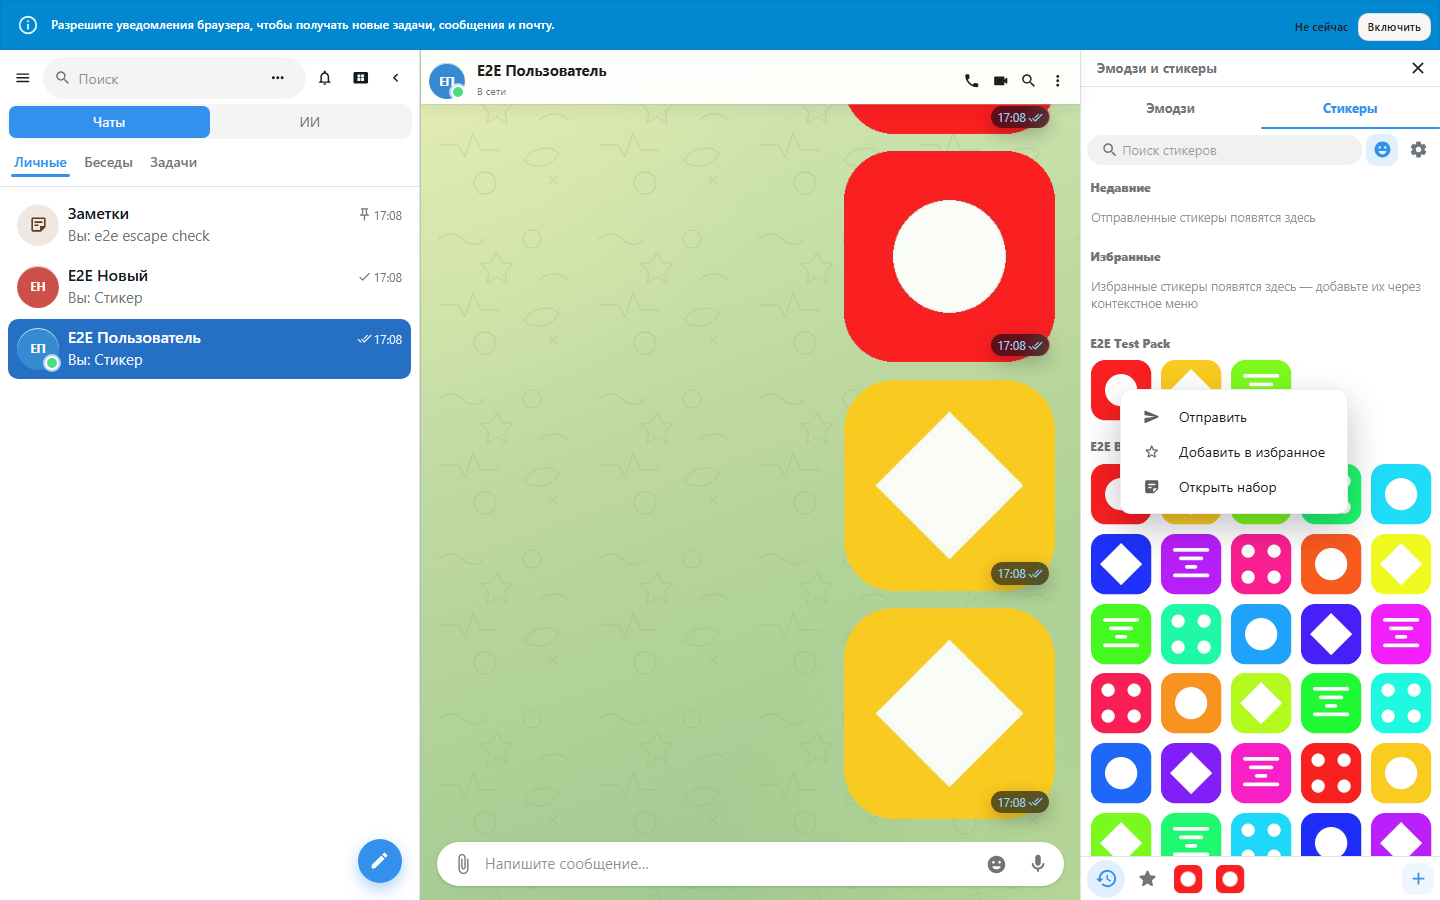 Разрешите уведомления браузера, чтобы получать новые задачи, сообщения и почту.
Не сейчас
Включить
Поиск
Чаты
ИИ
Личные
Беседы
Задачи
Заметки
17:08
Вы: e2e escape check
ЕН
E2E Новый
17:08
Вы: Стикер
ЕП
E2E Пользователь
17:08
Вы: Стикер
ЕП
E2E Пользователь
В сети
17:08
17:08
17:08
17:08
Напишите сообщение...
Эмодзи и стикеры
Эмодзи
Стикеры
Поиск стикеров
Недавние
Отправленные стикеры появятся здесь
Избранные
Избранные стикеры появятся здесь — добавьте их через
контекстное меню
E2E Test Pack
Отправить
Добавить в избранное
Открыть набор
E2E